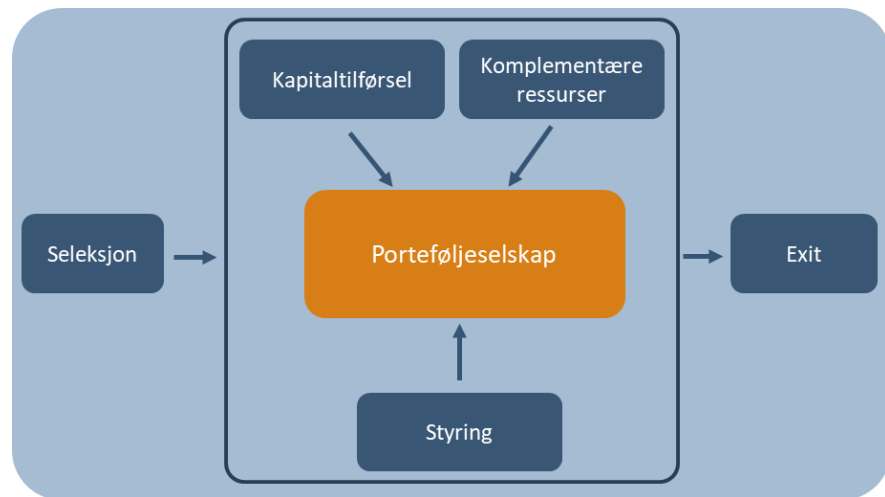 Kapitaltilførsel
Komplementære
ressurser
Seleksjon
Porteføljeselskap
Exit
Styring